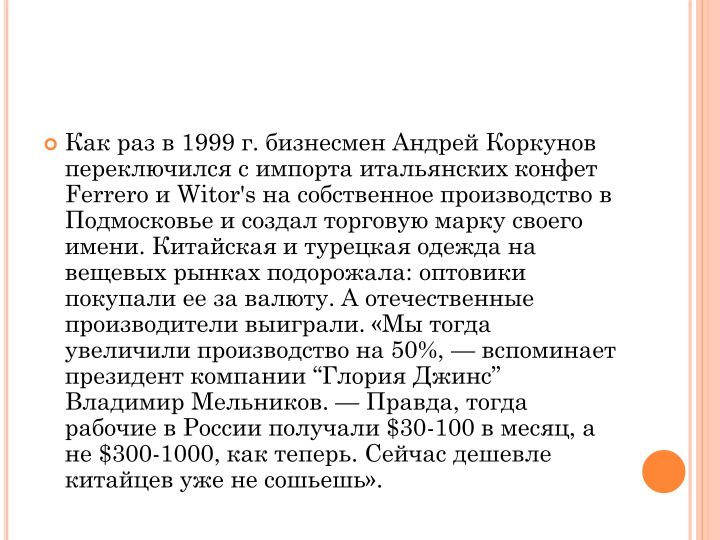 Как раз в 1999 г. бизнесмен Андрей Коркунов
переключился с импорта итальянских конфет
Ferrero и Witor's на собственное производство в
Подмосковье и создал торговую марку своего
имени. Китайская и турецкая одежда на
вещевых рынках подорожала: оптовики
покупали ее за валюту. А отечественные
производители выиграли. «Мы тогда
увеличили производство на 50%, — вспоминает
президент компании “Глория Джинс”
Владимир Мельников. — Правда, тогда
рабочие в России получали $30-100 в месяц, а
не $300-1000, как теперь. Сейчас дешевле
китайцев уже не сошьешь».